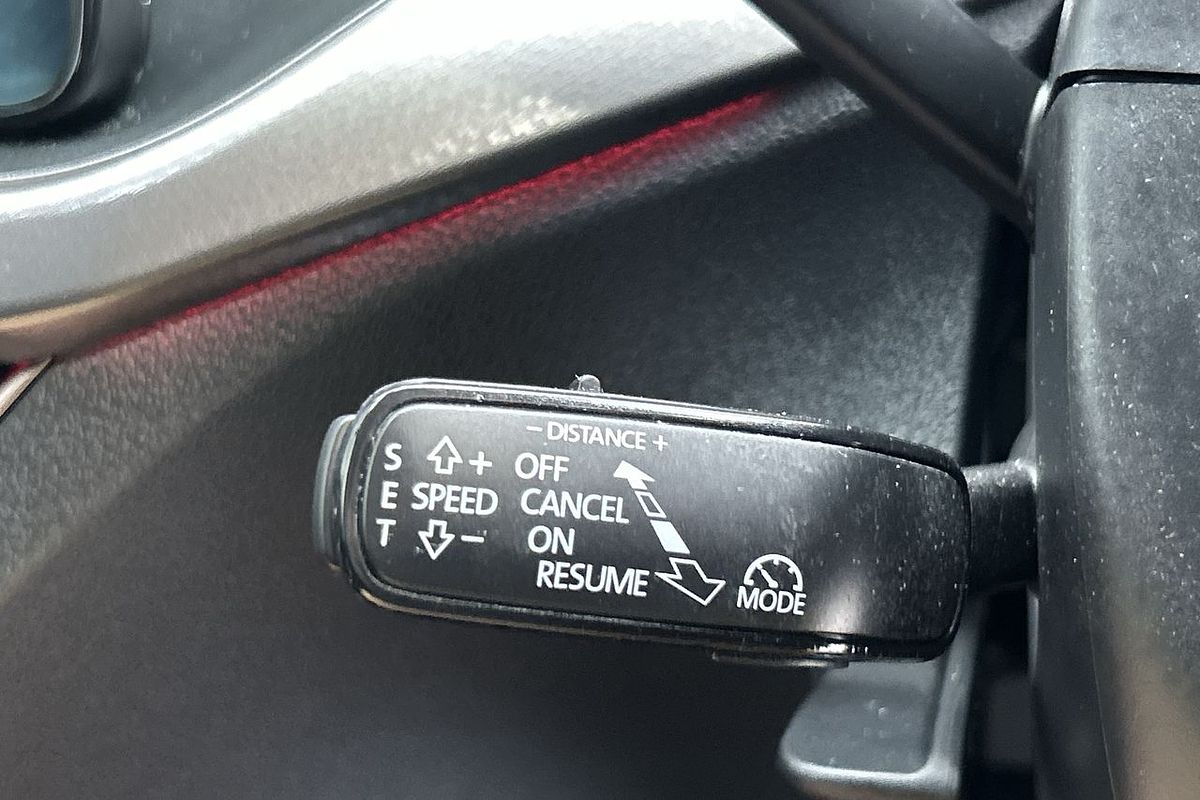 − DISTANCE +
S + OFF
E SPEED CANCEL
T − ON
RESUME
MODE